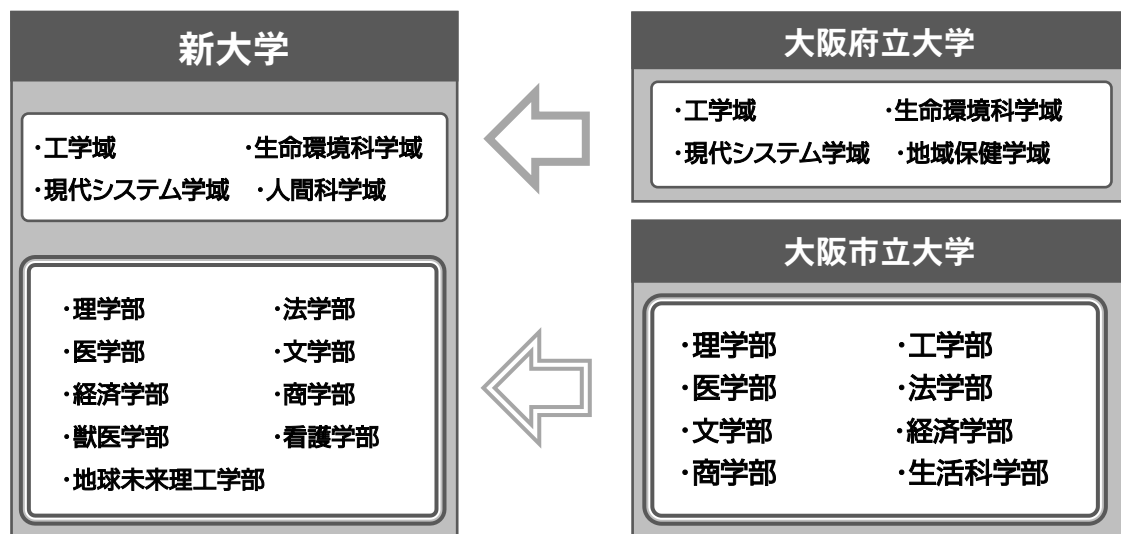 新大学
・工学域 ・生命環境科学域
・現代システム学域 ・人間科学域
・理学部 ・法学部
・医学部 ・文学部
・経済学部 ・商学部
・獣医学部 ・看護学部
・地球未来理工学部
大阪府立大学
・工学域 ・生命環境科学域
・現代システム学域 ・地域保健学域
大阪市立大学
・理学部 ・工学部
・医学部 ・法学部
・文学部 ・経済学部
・商学部 ・生活科学部